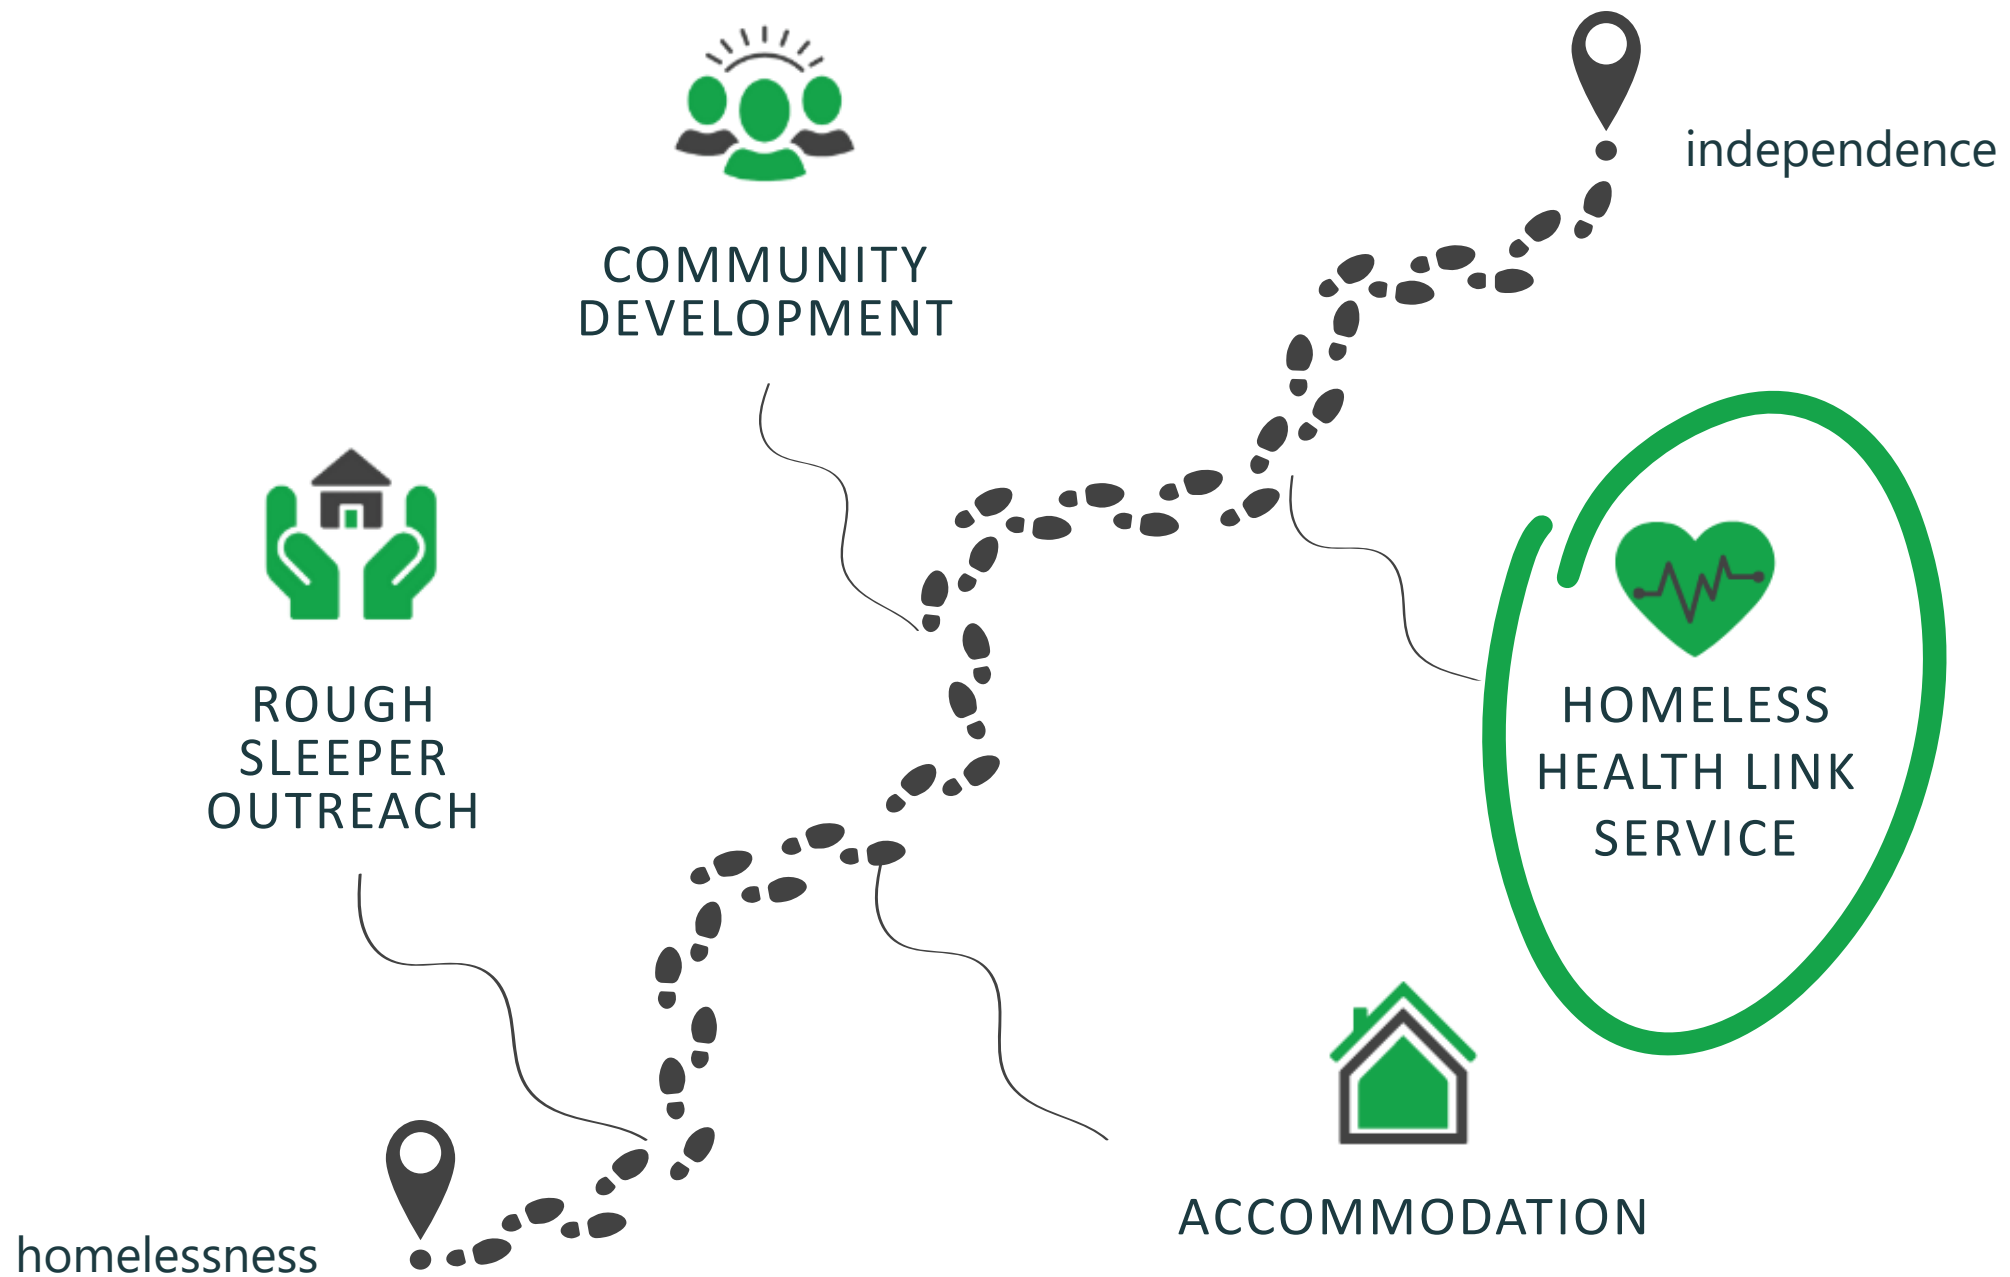 independence
COMMUNITY
DEVELOPMENT
ROUGH
SLEEPER
OUTREACH
HOMELESS
HEALTH LINK
SERVICE
ACCOMMODATION
homelessness